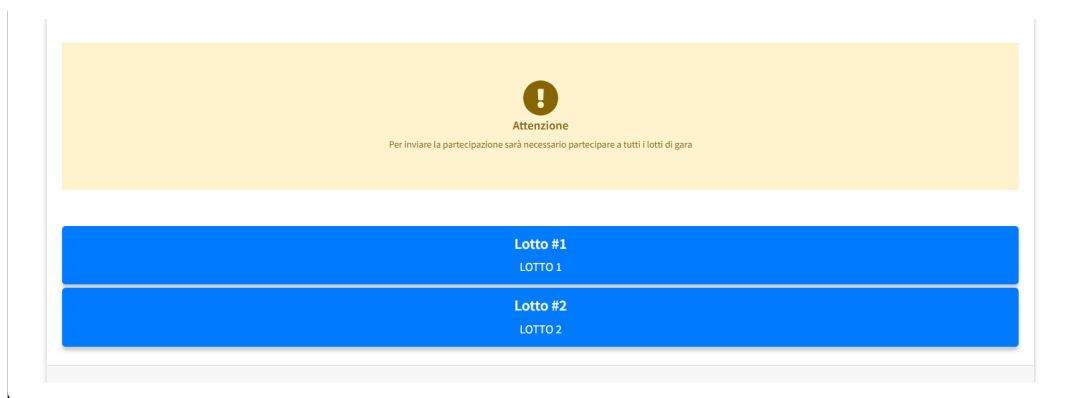 Attenzione
Per inviare la partecipazione sarà necessario partecipare a tutti i lotti di gara
Lotto #1
LOTTO 1
Lotto #2
LOTTO 2